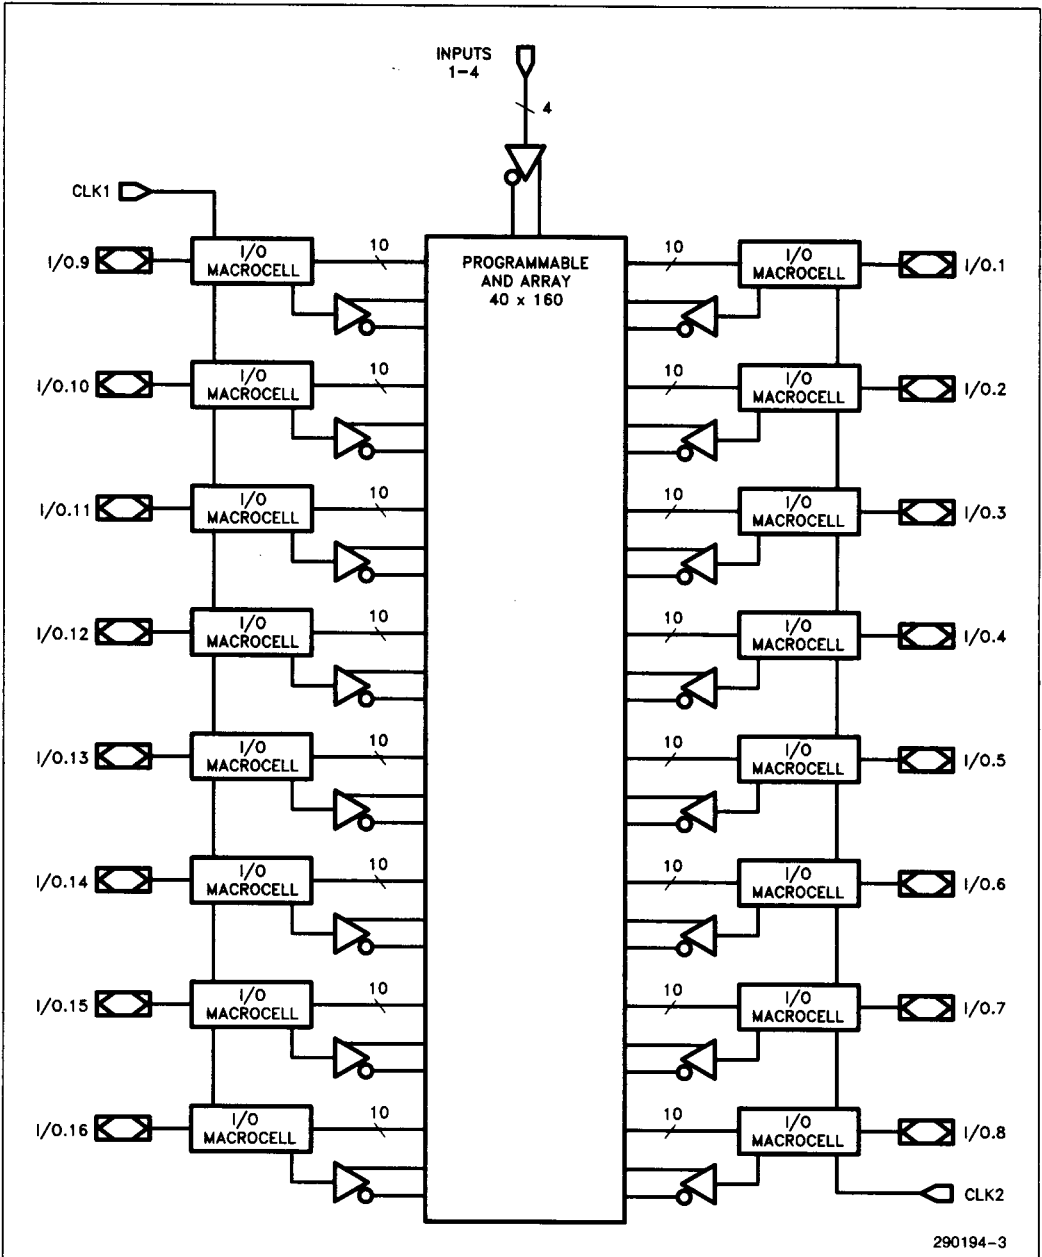 INPUTS
1-4
4
CLK1
I/O.9
I/O
MACROCELL
10
PROGRAMMABLE
AND ARRAY
40 x 160
10
I/O
MACROCELL
I/O.1
I/O.10
I/O
MACROCELL
10
10
I/O
MACROCELL
I/O.2
I/O.11
I/O
MACROCELL
10
10
I/O
MACROCELL
I/O.3
I/O.12
I/O
MACROCELL
10
10
I/O
MACROCELL
I/O.4
I/O.13
I/O
MACROCELL
10
10
I/O
MACROCELL
I/O.5
I/O.14
I/O
MACROCELL
10
10
I/O
MACROCELL
I/O.6
I/O.15
I/O
MACROCELL
10
10
I/O
MACROCELL
I/O.7
I/O.16
I/O
MACROCELL
10
10
I/O
MACROCELL
I/O.8
CLK2
290194-3